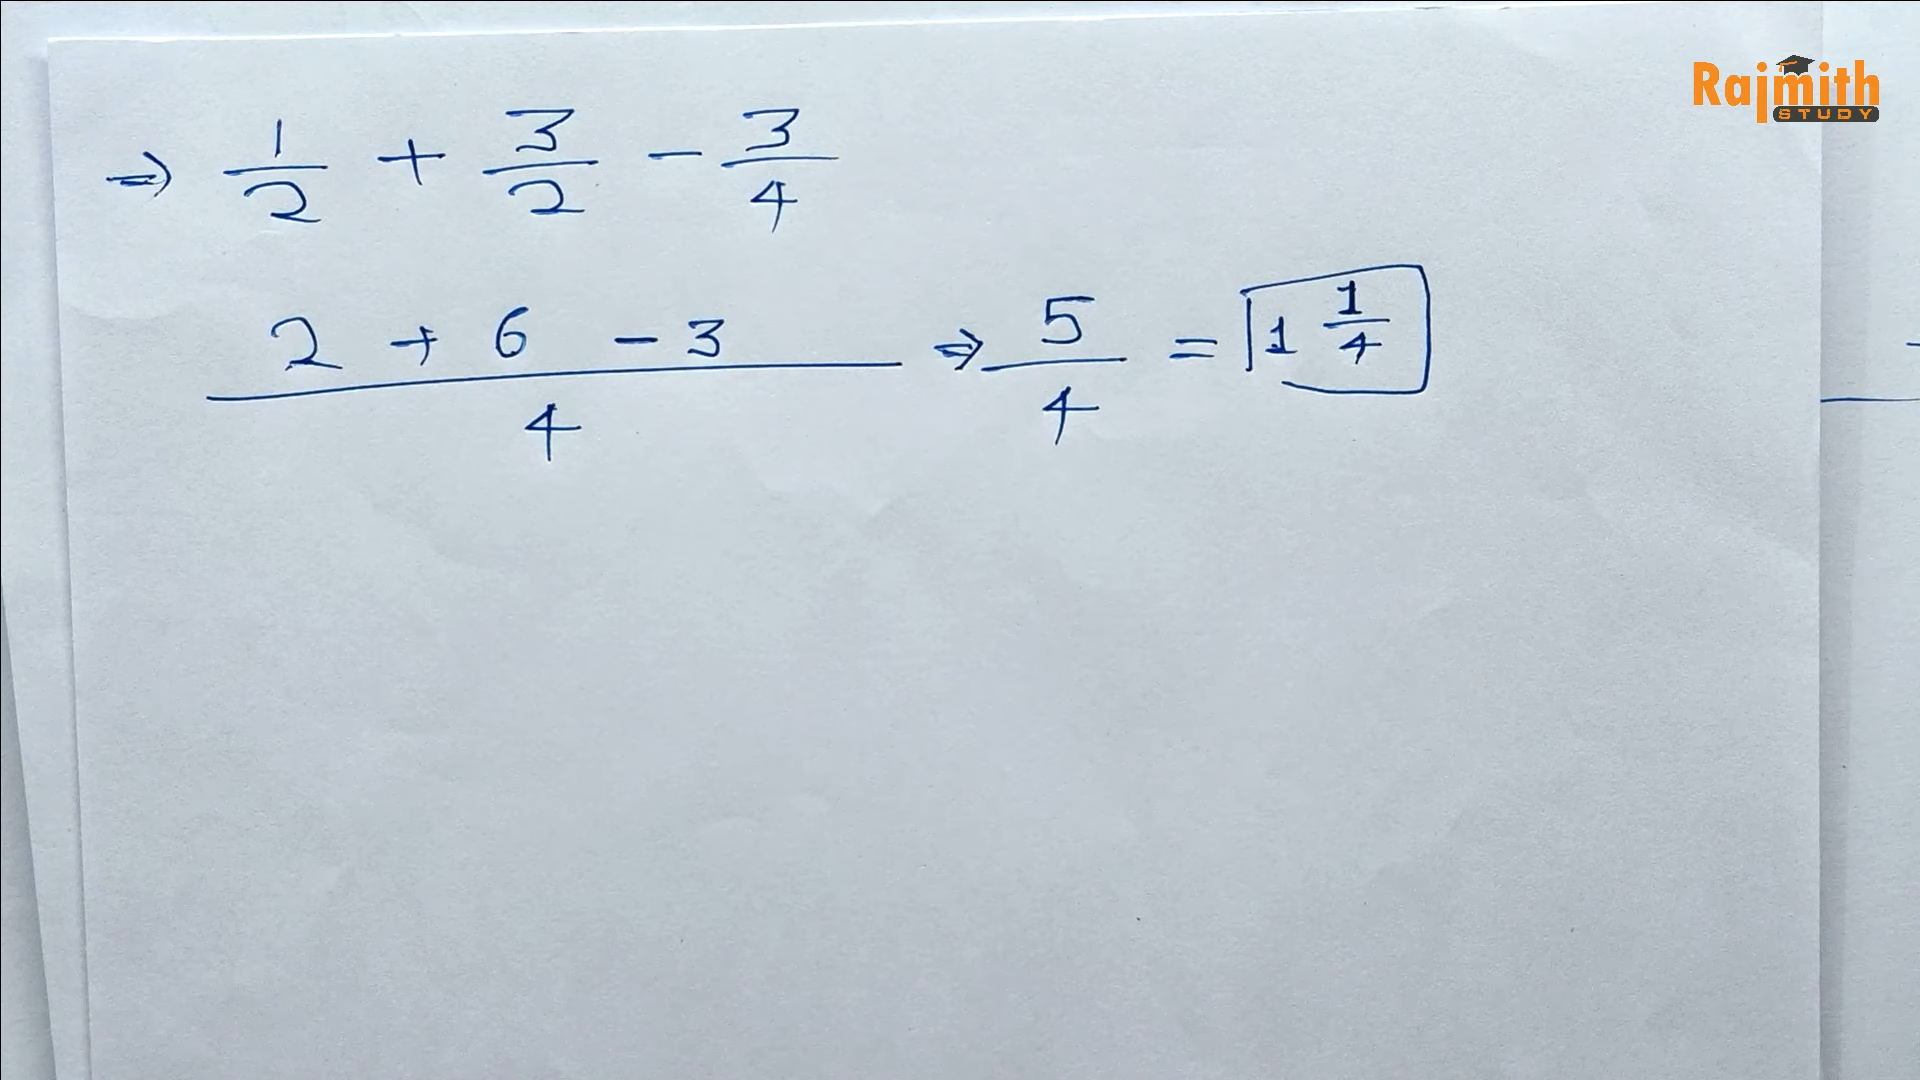 Rajmith
STUDY
⇒ 1/2 + 3/2 - 3/4
2 + 6 - 3 / 4 ⇒ 5/4 = 1 1/4